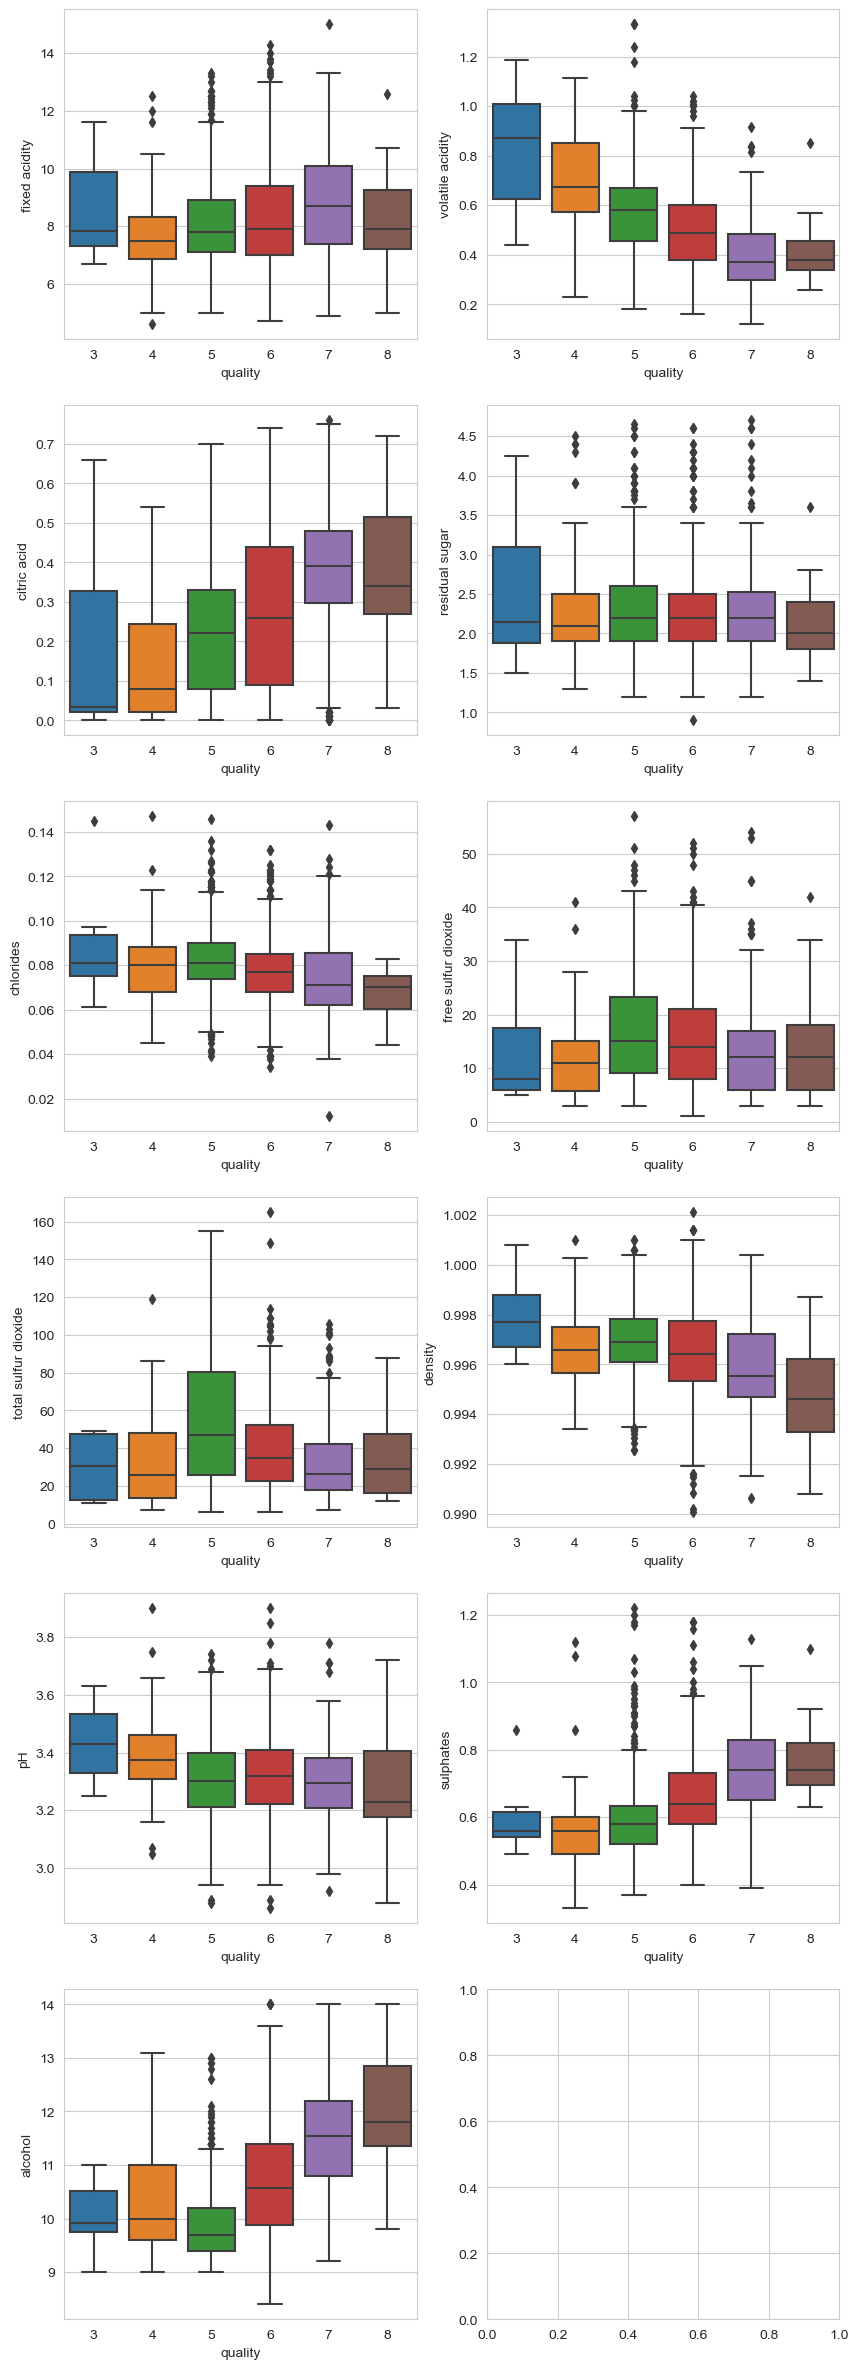 14
12
10
8
6
fixed acidity
3 4 5 6 7 8
quality
1.2
1.0
0.8
0.6
0.4
0.2
volatile acidity
3 4 5 6 7 8
quality
0.7
0.6
0.5
0.4
0.3
0.2
0.1
0.0
citric acid
3 4 5 6 7 8
quality
4.5
4.0
3.5
3.0
2.5
2.0
1.5
1.0
residual sugar
3 4 5 6 7 8
quality
0.14
0.12
0.10
0.08
0.06
0.04
0.02
chlorides
3 4 5 6 7 8
quality
50
40
30
20
10
0
free sulfur dioxide
3 4 5 6 7 8
quality
160
140
120
100
80
60
40
20
0
total sulfur dioxide
3 4 5 6 7 8
quality
1.002
1.000
0.998
0.996
0.994
0.992
0.990
density
3 4 5 6 7 8
quality
3.8
3.6
3.4
3.2
3.0
pH
3 4 5 6 7 8
quality
1.2
1.0
0.8
0.6
0.4
sulphates
3 4 5 6 7 8
quality
14
13
12
11
10
9
alcohol
3 4 5 6 7 8
quality
1.0
0.8
0.6
0.4
0.2
0.0
0.0 0.2 0.4 0.6 0.8 1.0